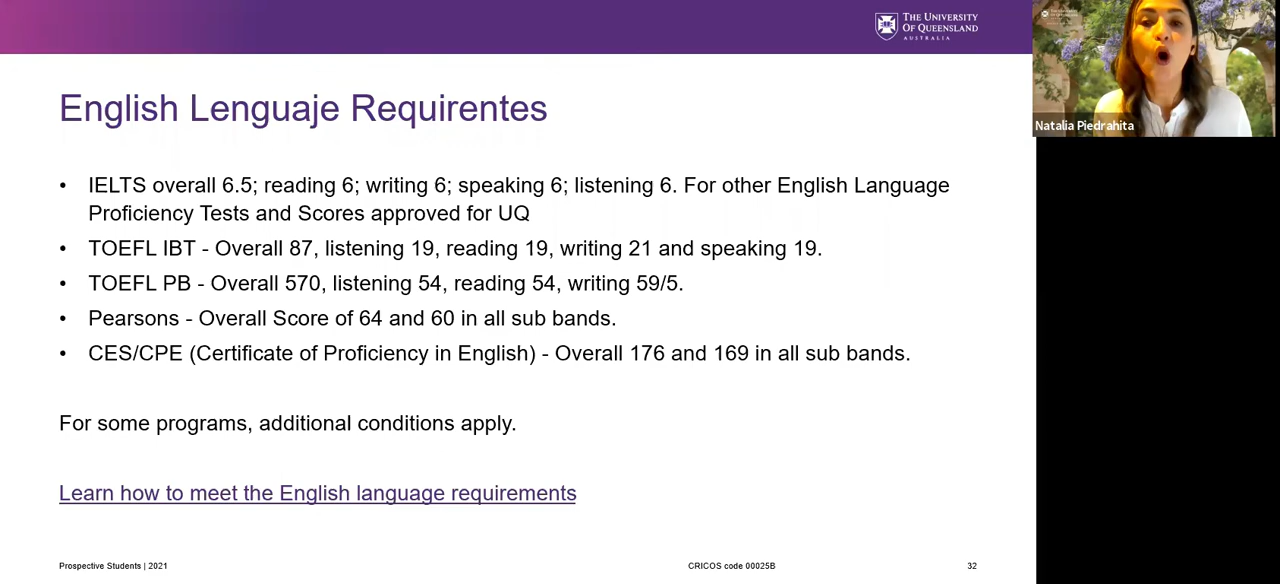 THE UNIVERSITY
OF QUEENSLAND
AUSTRALIA
Natalia Piedrahita
English Lenguaje Requirentes
• IELTS overall 6.5; reading 6; writing 6; speaking 6; listening 6. For other English Language
Proficiency Tests and Scores approved for UQ
• TOEFL IBT - Overall 87, listening 19, reading 19, writing 21 and speaking 19.
• TOEFL PB - Overall 570, listening 54, reading 54, writing 59/5.
• Pearsons - Overall Score of 64 and 60 in all sub bands.
• CES/CPE (Certificate of Proficiency in English) - Overall 176 and 169 in all sub bands.
For some programs, additional conditions apply.
Learn how to meet the English language requirements
Prospective Students | 2021
CRICOS code 00025B
32